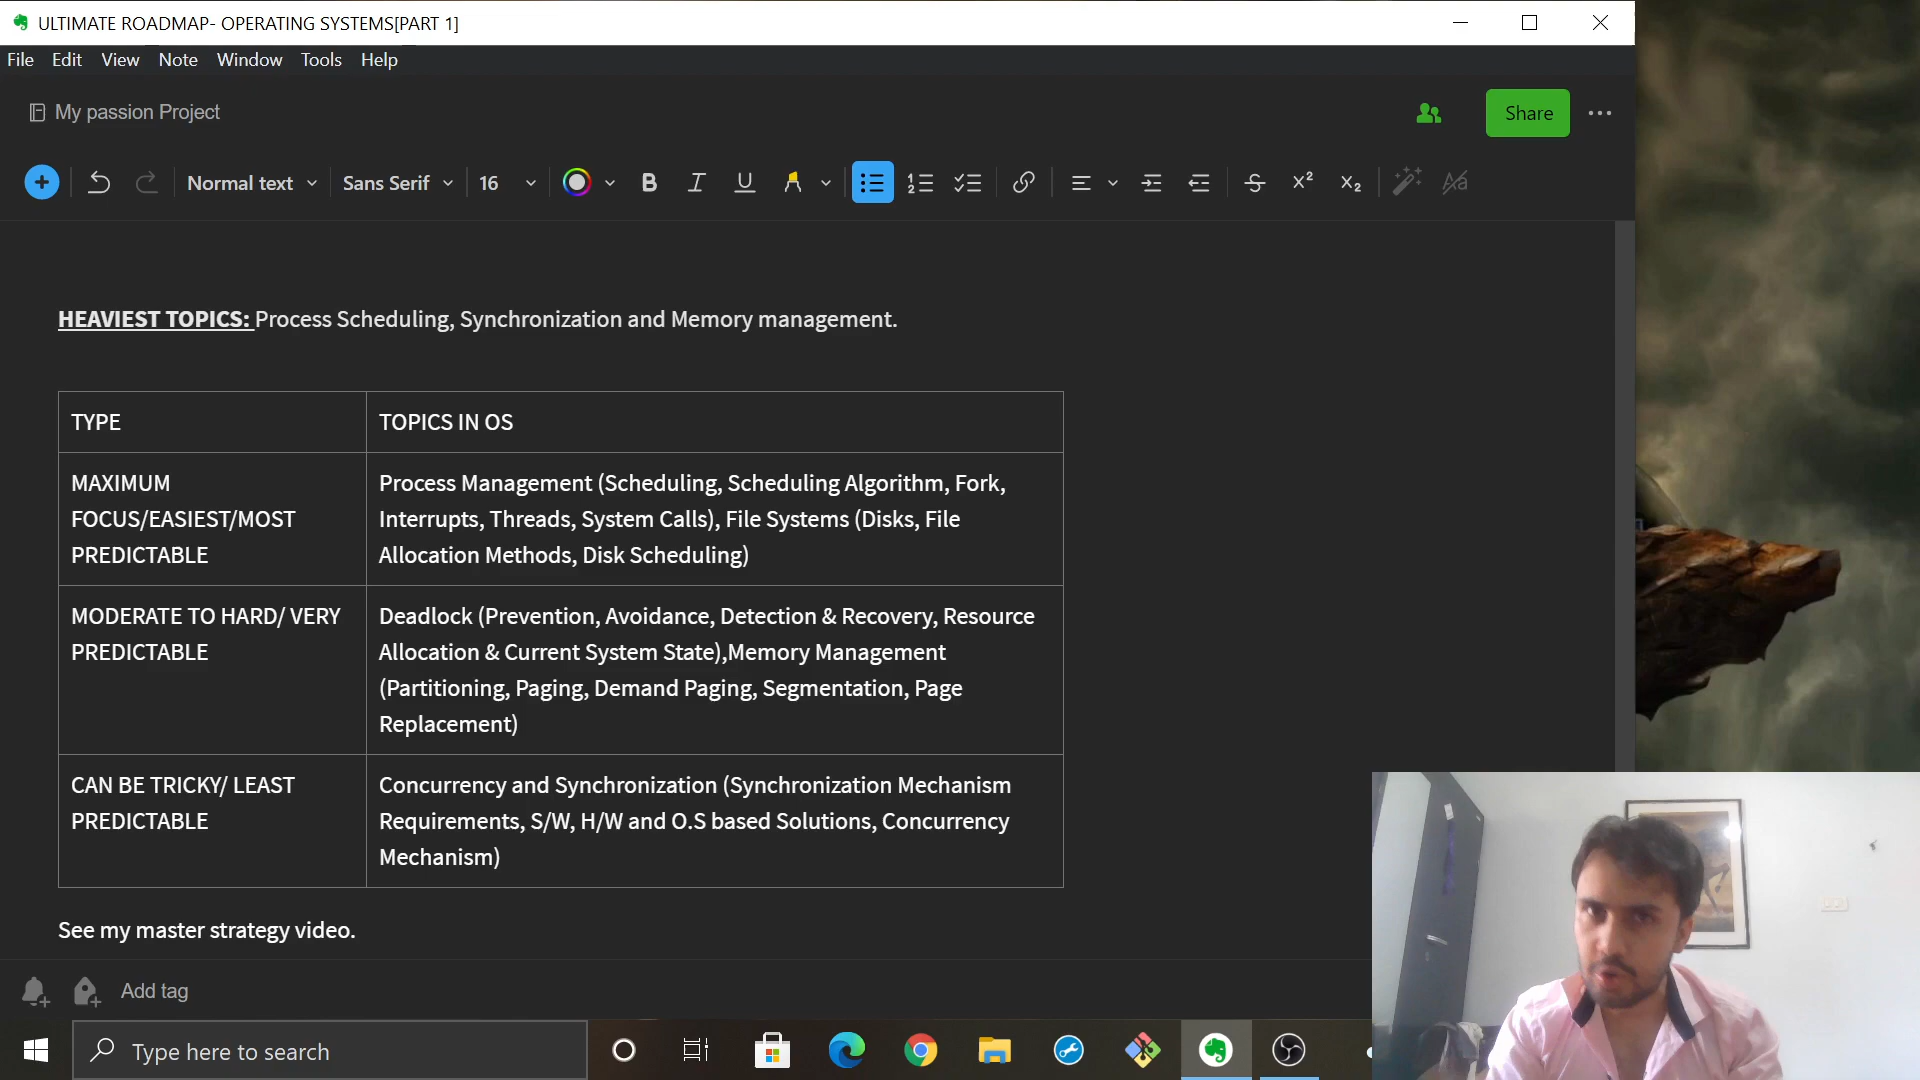 ULTIMATE ROADMAP- OPERATING SYSTEMS[PART 1]
File Edit View Note Window Tools Help
My passion Project
Share
Normal text Sans Serif 16
HEAVIEST TOPICS: Process Scheduling, Synchronization and Memory management.
TYPE
TOPICS IN OS
MAXIMUM
FOCUS/EASIEST/MOST
PREDICTABLE
Process Management (Scheduling, Scheduling Algorithm, Fork,
Interrupts, Threads, System Calls), File Systems (Disks, File
Allocation Methods, Disk Scheduling)
MODERATE TO HARD/ VERY
PREDICTABLE
Deadlock (Prevention, Avoidance, Detection & Recovery, Resource
Allocation & Current System State),Memory Management
(Partitioning, Paging, Demand Paging, Segmentation, Page
Replacement)
CAN BE TRICKY/ LEAST
PREDICTABLE
Concurrency and Synchronization (Synchronization Mechanism
Requirements, S/W, H/W and O.S based Solutions, Concurrency
Mechanism)
See my master strategy video.
Add tag
Type here to search